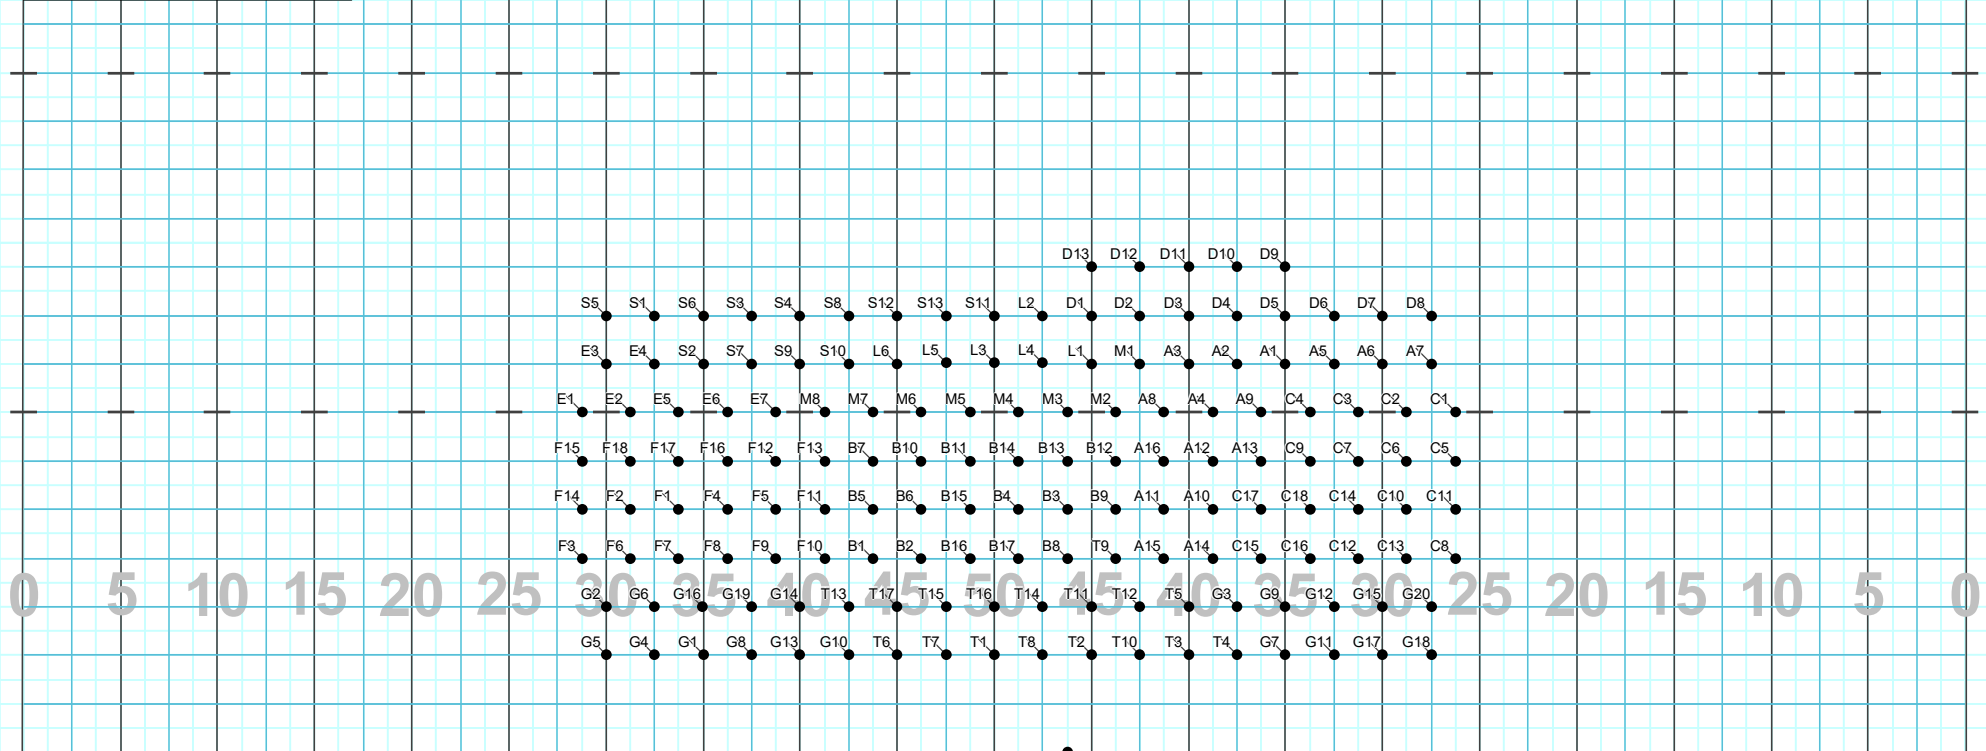 D13 D12 D11 D10 D9
S5 S1 S6 S3 S4 S8 S12 S13 S11 L2 D1 D2 D3 D4 D5 D6 D7 D8
E3 E4 S2 S7 S9 S10 L6 L5 L3 L4 L1 M1 A3 A2 A1 A5 A6 A7
E1 E2 E5 E6 E7 M8 M7 M6 M5 M4 M3 M2 A8 A4 A9 C4 C3 C2 C1
F15 F18 F17 F16 F12 F13 B7 B10 B11 B14 B13 B12 A16 A12 A13 C9 C7 C6 C5
F14 F2 F1 F4 F5 F11 B5 B6 B15 B4 B3 B9 A11 A10 C17 C18 C14 C10 C11
F3 F6 F7 F8 F9 F10 B1 B2 B16 B17 B8 T9 A15 A14 C15 C16 C12 C13 C8
0 5 10 15 20 25 30 35 40 45 50 45 40 35 30 25 20 15 10 5 0
G2 G6 G16 G19 G14 T13 T17 T15 T16 T14 T11 T12 T5 G3 G9 G12 G15 G20
G5 G4 G1 G8 G13 G10 T6 T7 T1 T8 T2 T10 T3 T4 G7 G11 G17 G18